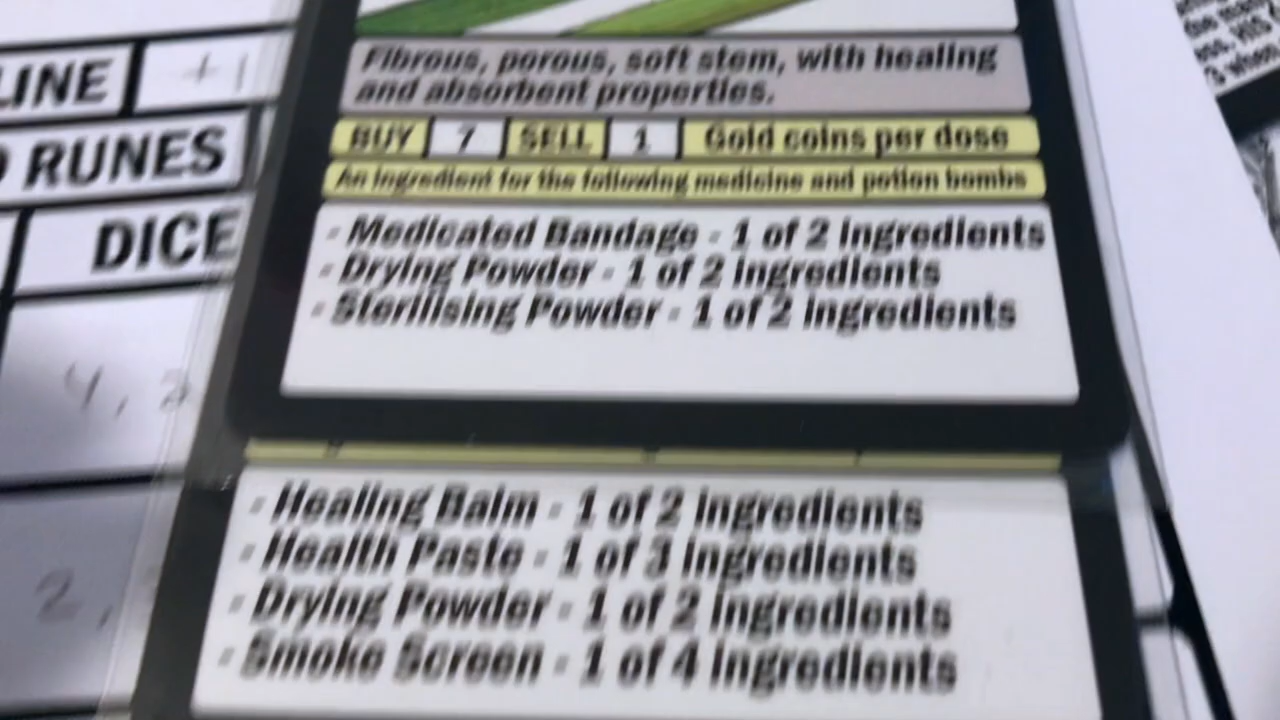 LINE
+1
RUNES
DICE
4,
2,
Fibrous, porous, soft stem, with healing
and absorbent properties.
BUY 7 SELL 1 Gold coins per dose
An ingredient for the following medicine and potion bombs
- Medicated Bandage - 1 of 2 ingredients
- Drying Powder - 1 of 2 ingredients
- Sterilising Powder - 1 of 2 ingredients
- Healing Balm - 1 of 2 ingredients
- Health Paste - 1 of 3 ingredients
- Drying Powder - 1 of 2 ingredients
- Smoke Screen - 1 of 4 ingredients